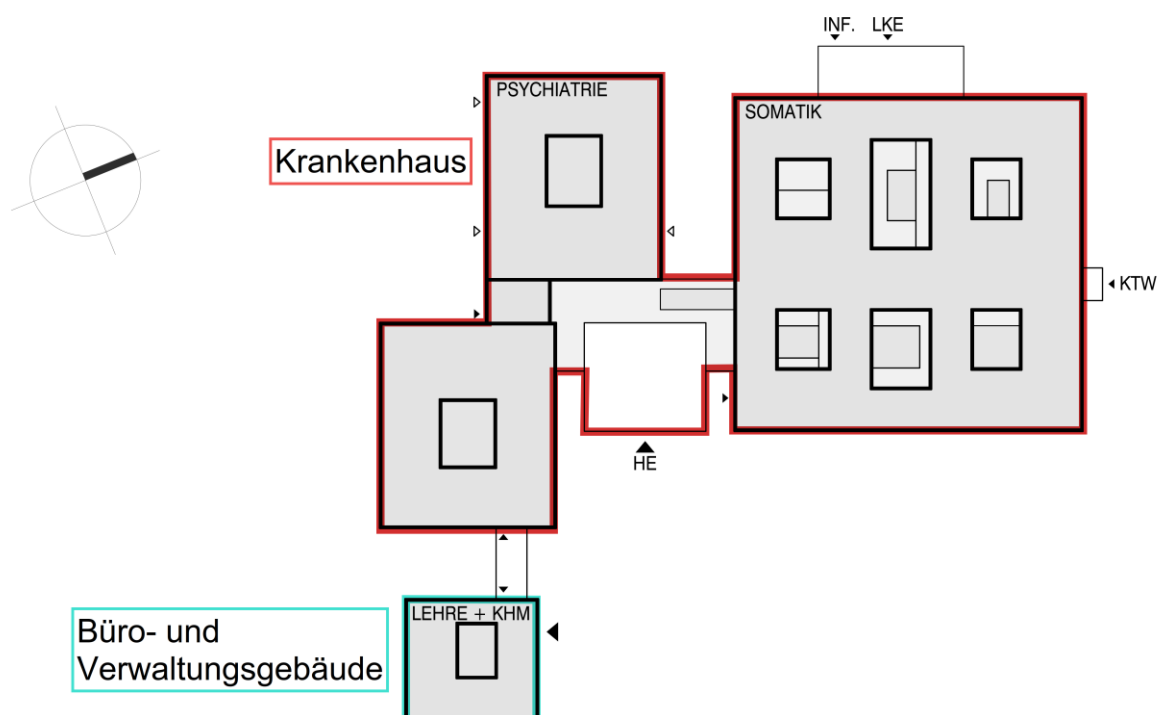 INF. LKE
PSYCHIATRIE
SOMATIK
Krankenhaus
KTW
HE
LEHRE + KHM
Büro- und
Verwaltungsgebäude